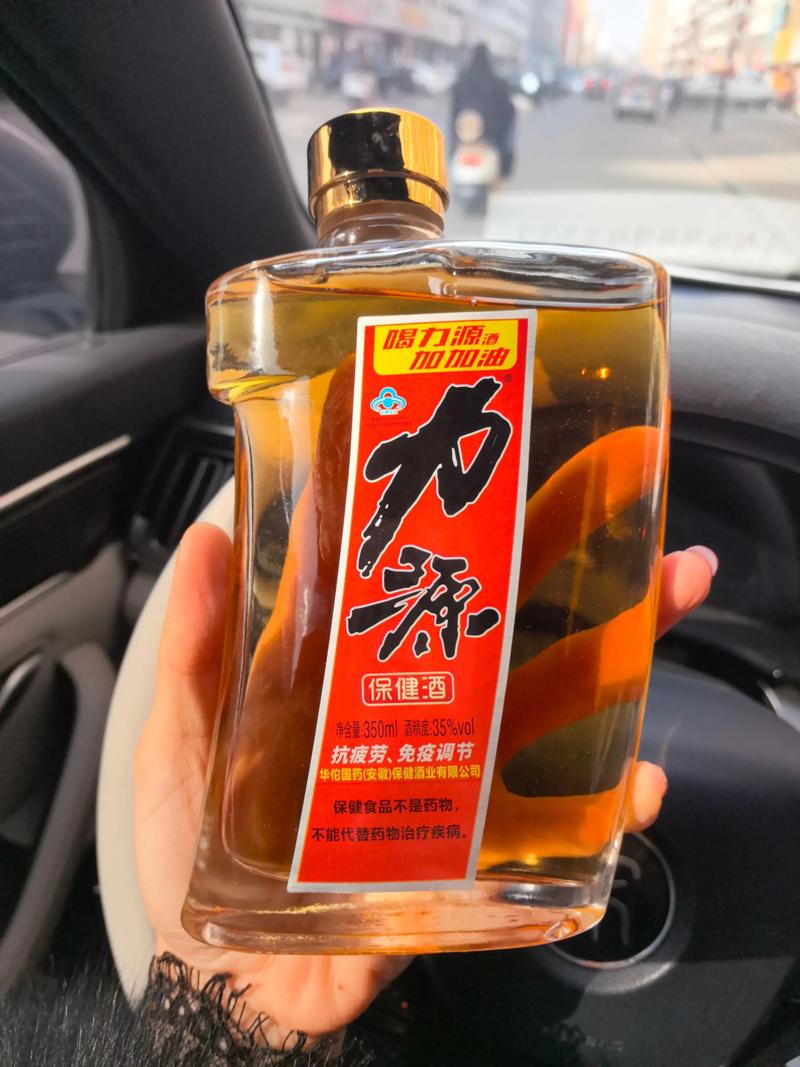 喝力源酒
加加油
力源®
保健酒
净含量:350ml 酒精度:35%vol
抗疲劳、免疫调节
华佗国药(安徽)保健酒业有限公司
保健食品不是药物，
不能代替药物治疗疾病。